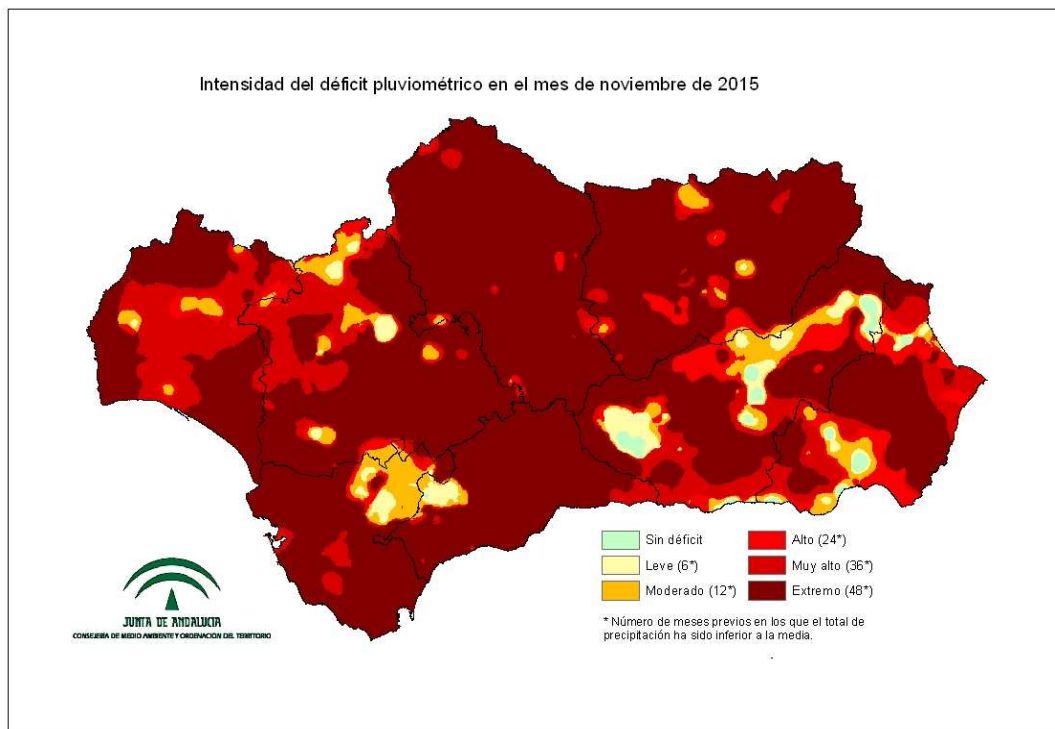 Intensidad del déficit pluviométrico en el mes de noviembre de 2015
Sin déficit
Leve (6*)
Moderado (12*)
Alto (24*)
Muy alto (36*)
Extremo (48*)
* Número de meses previos en los que el total de
precipitación ha sido inferior a la media.
JUNTA DE ANDALUCIA
CONSEJERÍA DE MEDIO AMBIENTE Y ORDENACIÓN DEL TERRITORIO